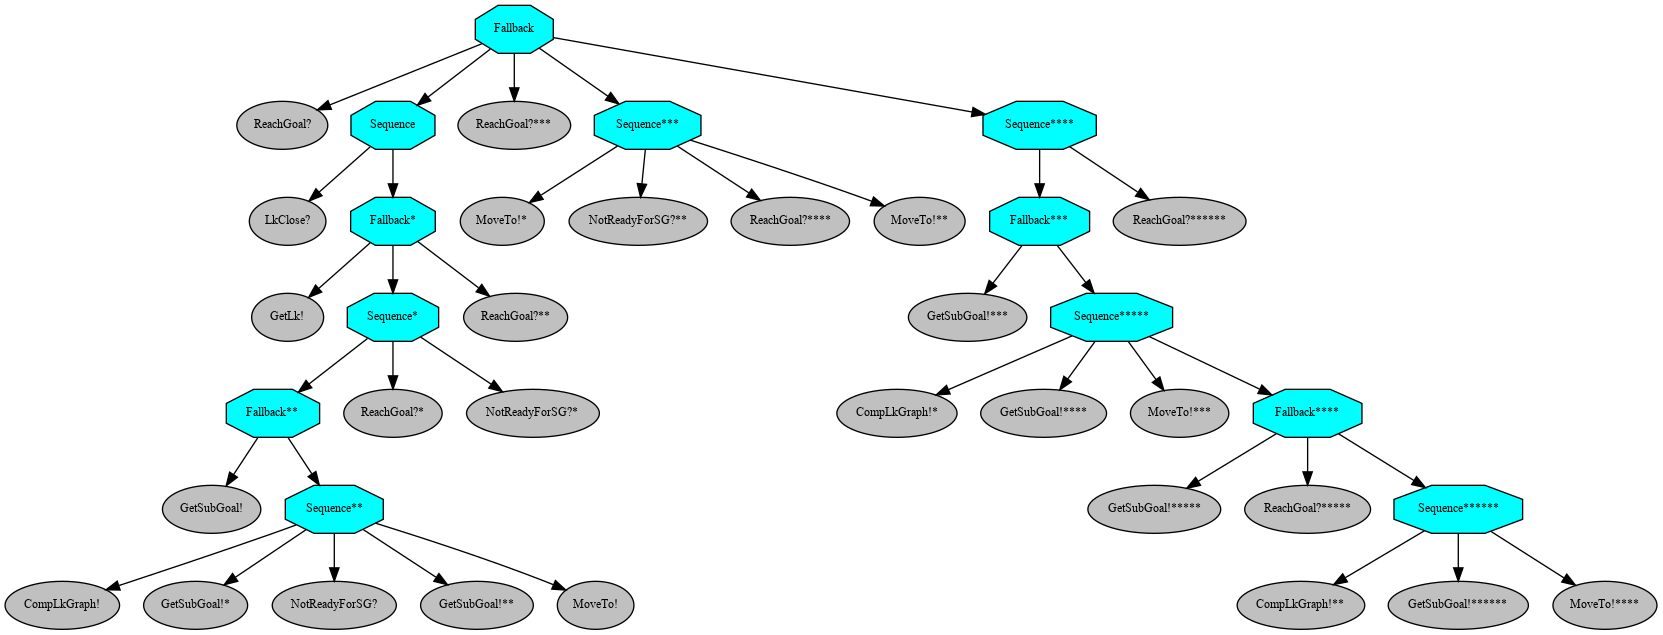 Fallback
ReachGoal?
Sequence
ReachGoal?***
Sequence***
Sequence****
LkClose?
Fallback*
MoveTo!*
NotReadyForSG?**
ReachGoal?****
MoveTo!**
Fallback***
ReachGoal?******
GetLk!
Sequence*
ReachGoal?**
GetSubGoal!***
Sequence*****
Fallback**
ReachGoal?*
NotReadyForSG?*
CompLkGraph!*
GetSubGoal!****
MoveTo!***
Fallback****
GetSubGoal!
Sequence**
GetSubGoal!*****
ReachGoal?*****
Sequence******
CompLkGraph!
GetSubGoal!*
NotReadyForSG?
GetSubGoal!**
MoveTo!
CompLkGraph!**
GetSubGoal!******
MoveTo!****